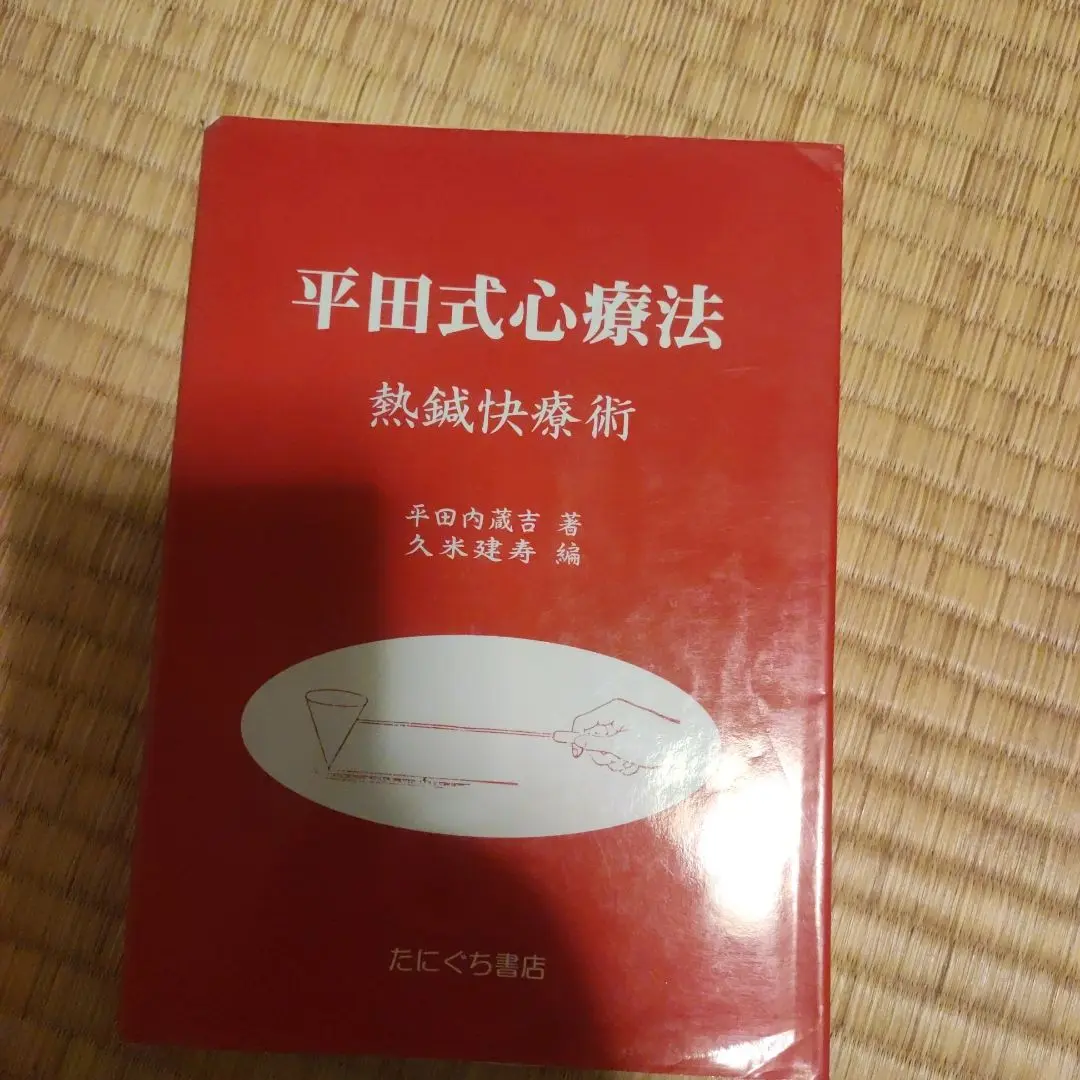 平田式心療法
熱鍼快療術
平田内蔵吉 著
久米建寿 編
たにぐち書店